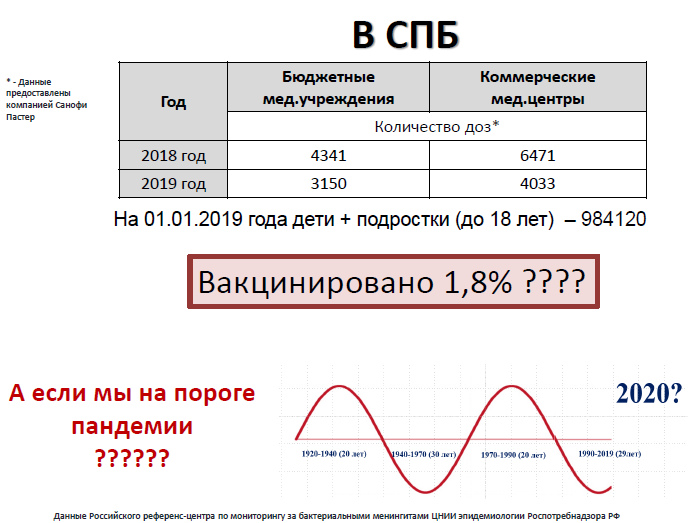 В СПБ
* - Данные
предоставлены
компанией Санофи
Пастер
Год
Бюджетные
мед.учреждения
Коммерческие
мед.центры
Количество доз*
2018 год 4341 6471
2019 год 3150 4033
На 01.01.2019 года дети + подростки (до 18 лет) – 984120
Вакцинировано 1,8% ????
А если мы на пороге
пандемии
??????
2020?
1920-1940 (20 лет) 1940-1970 (30 лет) 1970-1990 (20 лет) 1990-2019 (29лет)
Данные Российского референс-центра по мониторингу за бактериальными менингитами ЦНИИ эпидемиологии Роспотребнадзора РФ